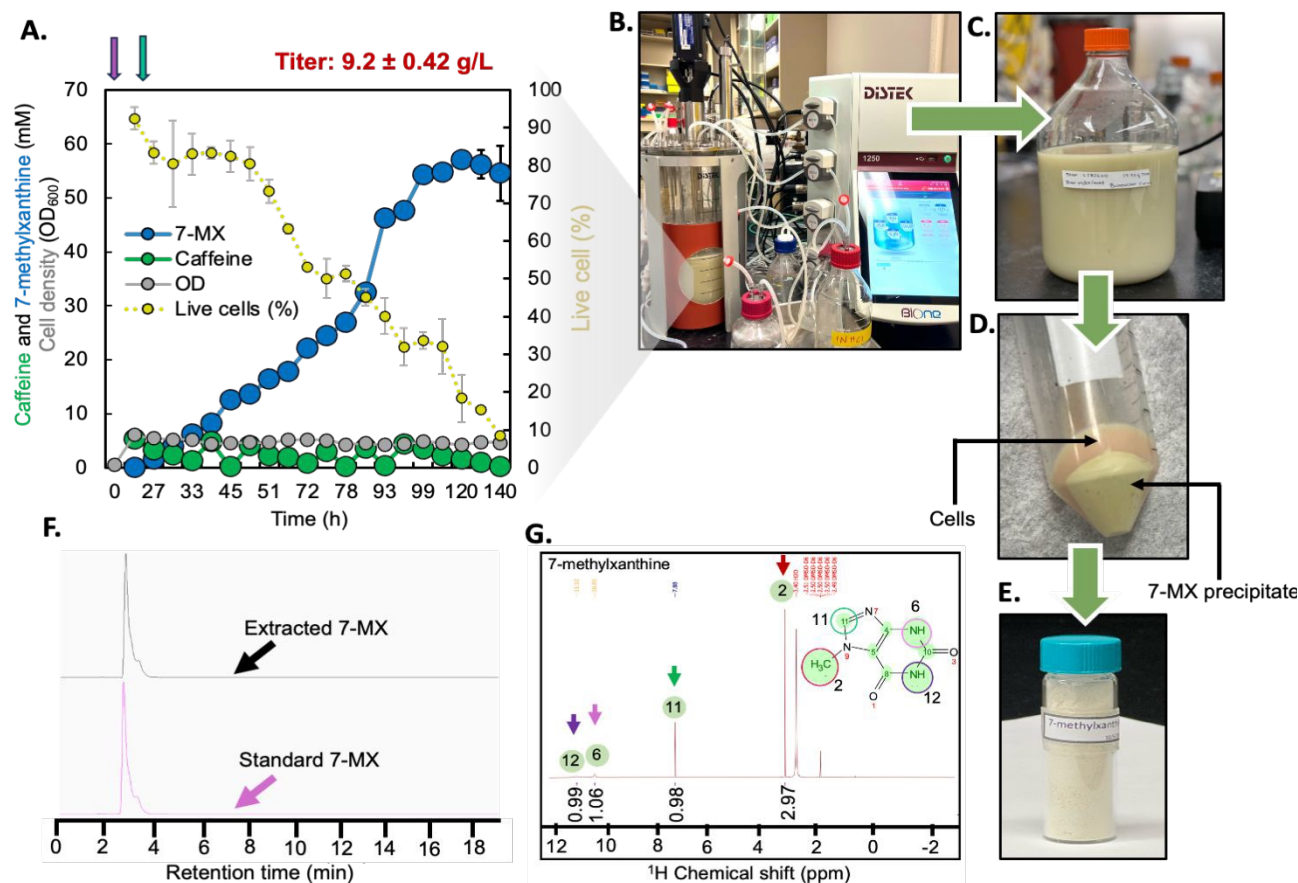 A.
Titer: 9.2 ± 0.42 g/L
Caffeine and 7-methylxanthine (mM)
Cell density (OD600)
70
60
50
40
30
20
10
0
7-MX
Caffeine
OD
Live cells (%)
100
90
80
70
60
50
40
30
20
10
0
Live cell (%)
0 27 33 45 51 72 78 93 99 120 140
Time (h)
B.
DISTEK
1250
DISTEK
BIOne
1N HCl
C.
D.
Cells
7-MX precipitate
E.
7-methylxanthine
F.
Extracted 7-MX
Standard 7-MX
0 2 4 6 8 10 12 14 16 18
Retention time (min)
G.
7-methylxanthine
2
11
12
6
0.99
1.06
0.98
2.97
11
6
2
12
11
N 7
4
NH
5
10
O
3
N
9
H3C
8
NH
O
1
12 10 8 6 4 2 0 -2
1H Chemical shift (ppm)